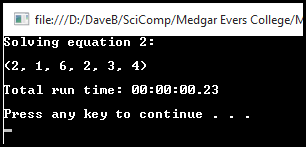 file:///D:/DaveB/SciComp/Medgar Evers College/M
Solving equation 2:
(2, 1, 6, 2, 3, 4)
Total run time: 00:00:00.23
Press any key to continue . . .